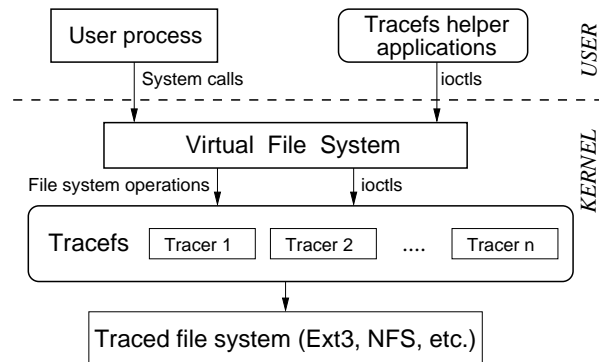 User process
Tracefs helper
applications
USER
System calls
ioctls
Virtual File System
KERNEL
File system operations
ioctls
Tracefs
Tracer 1
Tracer 2
....
Tracer n
Traced file system (Ext3, NFS, etc.)